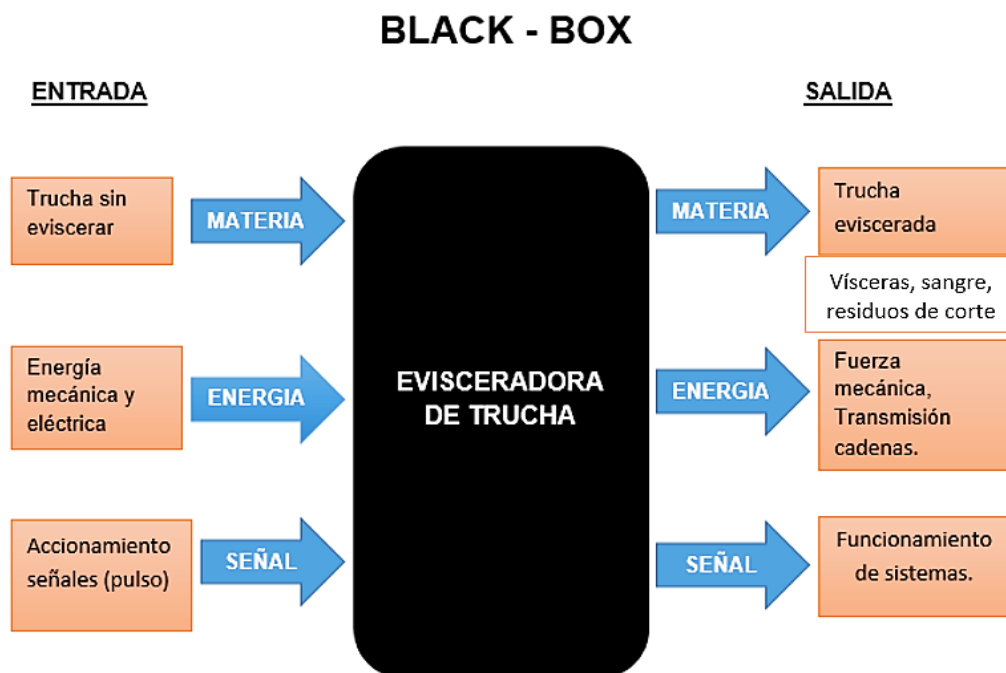 BLACK - BOX
ENTRADA
SALIDA
Trucha sin
eviscerar
MATERIA
MATERIA
Trucha
eviscerada
Vísceras, sangre,
residuos de corte
Energía
mecánica y
eléctrica
ENERGIA
EVISCERADORA
DE TRUCHA
ENERGIA
Fuerza
mecánica,
Transmisión
cadenas.
Accionamiento
señales (pulso)
SEÑAL
SEÑAL
Funcionamiento
de sistemas.